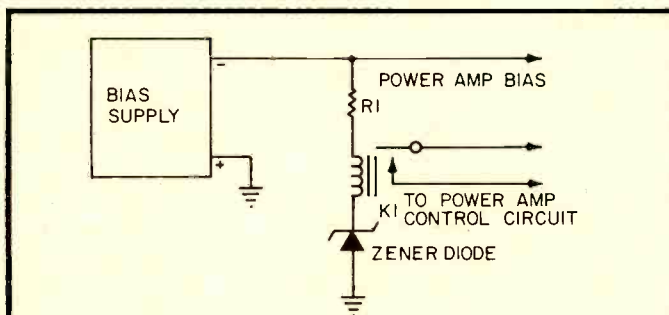 BIAS
SUPPLY
-
+
POWER AMP BIAS
R1
K1
TO POWER AMP
CONTROL CIRCUIT
ZENER DIODE